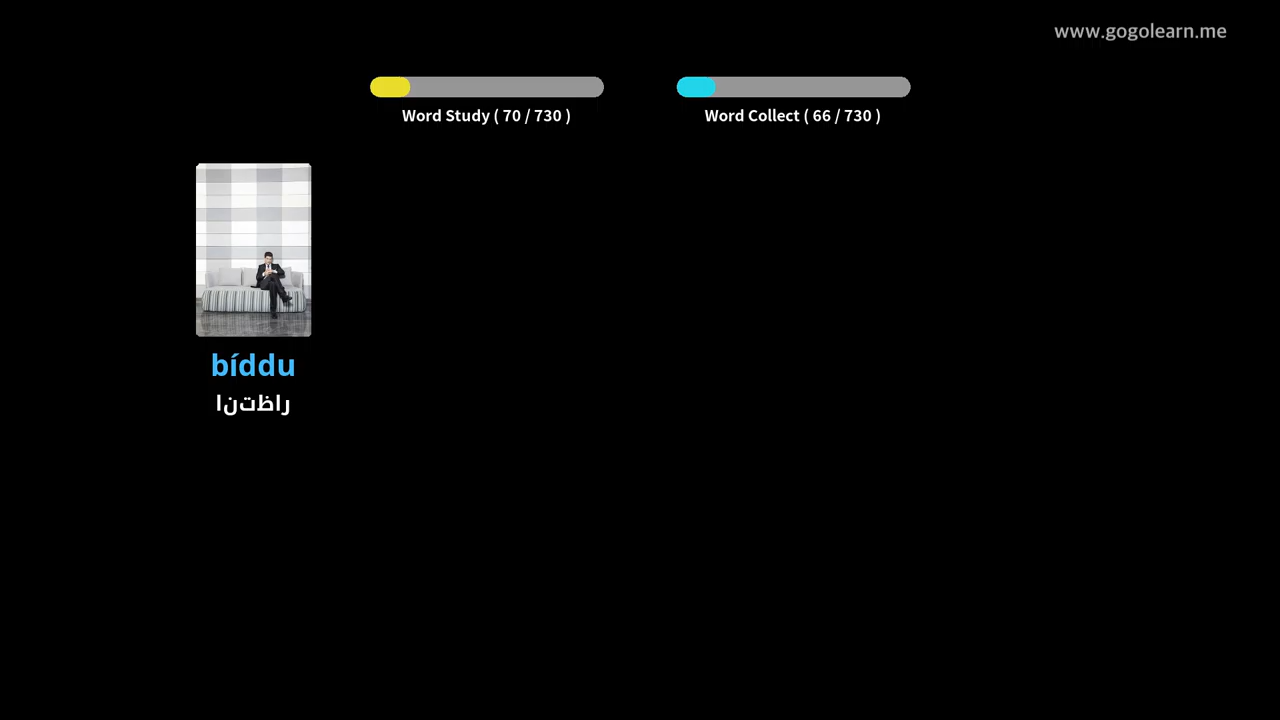 www.gogolearn.me
Word Study ( 70 / 730 )
Word Collect ( 66 / 730 )
bíddu
انتظار